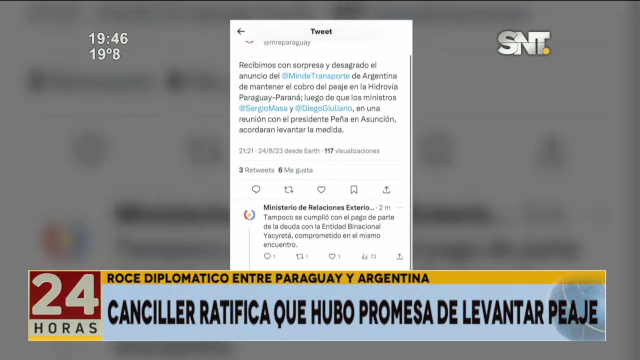 19:46
19°8
SNT.
Tweet
@mreparaguay
Recibimos con sorpresa y desagrado el
anuncio del @MindeTransporte de Argentina
de mantener el cobro del peaje en la Hidrovía
Paraguay-Paraná; luego de que los ministros
@SergioMasa y @DiegoGiuliano, en una
reunión con el presidente Peña en Asunción,
acordaran levantar la medida.
21:21 · 24/8/23 desde Earth · 117 visualizaciones
3 Retweets 6 Me gusta
Ministerio de Relaciones Exterio... · 2 m
Tampoco se cumplió con el pago de parte
de la deuda con la Entidad Binacional
Yacyretá, comprometido en el mismo
encuentro.
1 1 1 73
ROCE DIPLOMATICO ENTRE PARAGUAY Y ARGENTINA
24
HORAS
CANCILLER RATIFICA QUE HUBO PROMESA DE LEVANTAR PEAJE